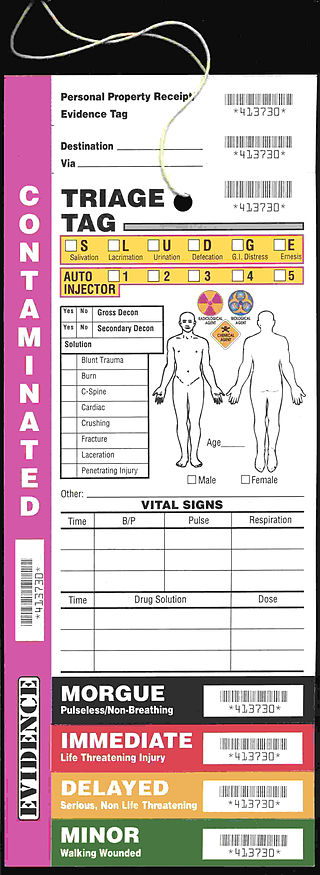 Personal Property Receipt
Evidence Tag
*413730*
Destination
Via
*413730*
TRIAGE
TAG
*413730*
S L U D G E
Salivation Lacrimation Urination Defecation G.I. Distress Emesis
AUTO
INJECTOR
1 2 3 4 5
Yes No Gross Decon
Yes No Secondary Decon
Solution
RADIOLOGICAL
AGENT
BIOLOGICAL
AGENT
CHEMICAL
AGENT
Blunt Trauma
Burn
C-Spine
Cardiac
Crushing
Fracture
Laceration
Penetrating Injury
Age
Male Female
Other:
VITAL SIGNS
Time B/P Pulse Respiration
Time Drug Solution Dose
MORGUE
Pulseless/Non-Breathing
*413730*
IMMEDIATE
Life Threatening Injury
*413730*
DELAYED
Serious, Non Life Threatening
*413730*
MINOR
Walking Wounded
*413730*
CONTAMINATED
*413730*
EVIDENCE